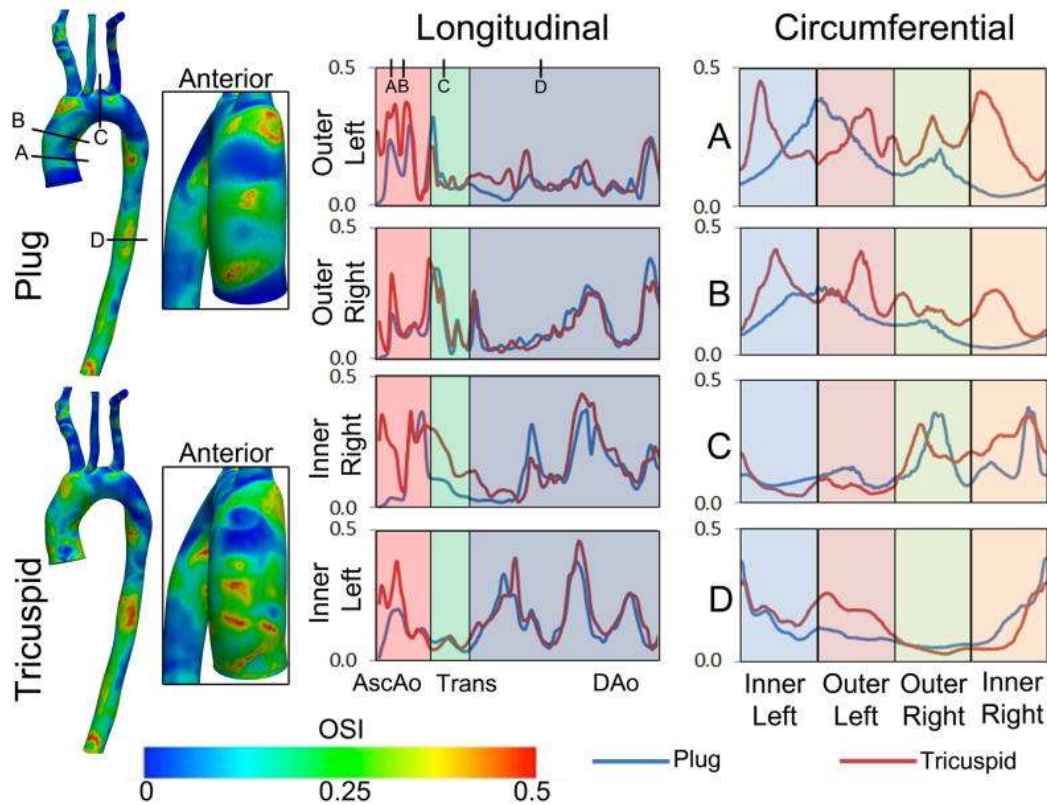 Longitudinal
Circumferential
Anterior
B
A
C
D
Plug
Anterior
Tricuspid
0.5
A B
C
D
Outer
Left
0.0
0.5
Outer
Right
0.0
0.5
Inner
Right
0.0
0.5
Inner
Left
0.0
AscAo Trans DAo
0.5
A
0.0
0.5
B
0.0
0.5
C
0.0
0.5
D
0.0
Inner Left
Outer Left
Outer Right
Inner Right
OSI
0 0.25 0.5
Plug
Tricuspid